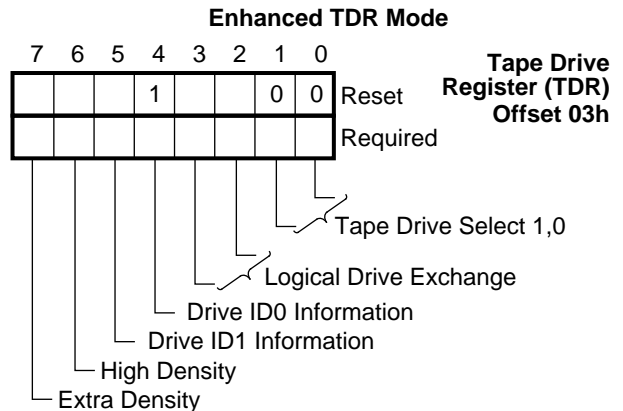 Enhanced TDR Mode
7 6 5 4 3 2 1 0
Tape Drive
Register (TDR)
Offset 03h
1 0 0 Reset
Required
Tape Drive Select 1,0
Logical Drive Exchange
Drive ID0 Information
Drive ID1 Information
High Density
Extra Density